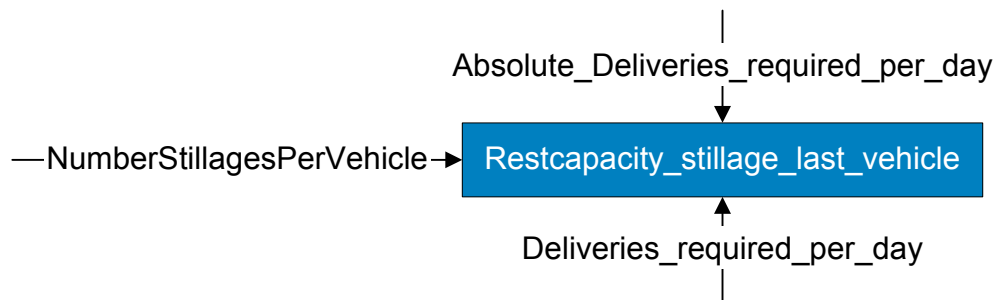 Absolute_Deliveries_required_per_day
NumberStillagesPerVehicle
Restcapacity_stillage_last_vehicle
Deliveries_required_per_day